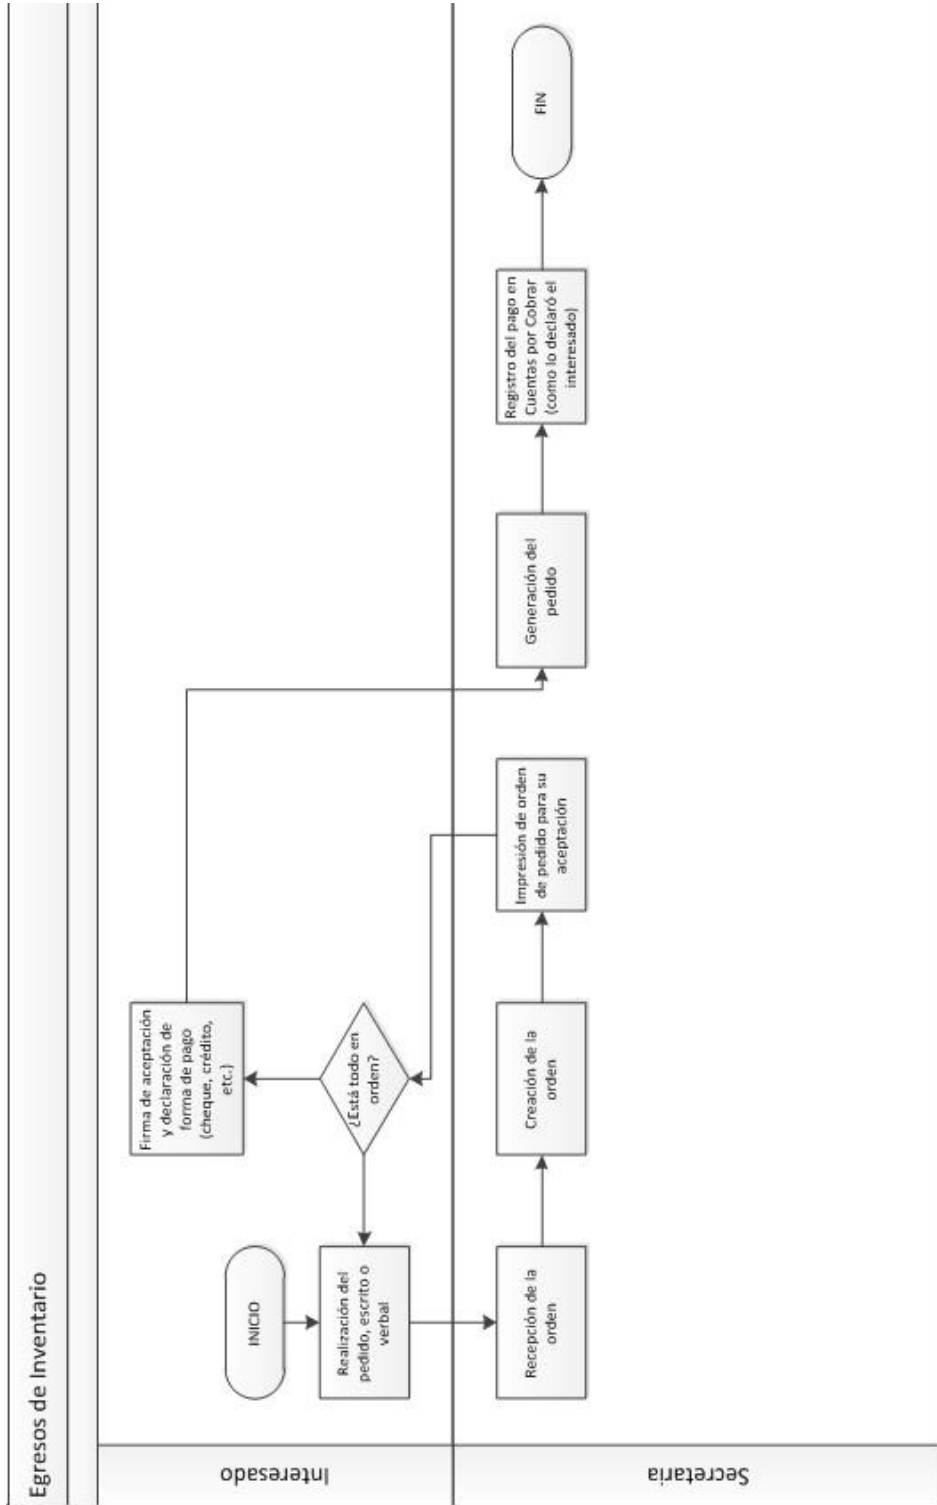 Egresos de Inventario
Interesado
INICIO
Realización del
pedido, escrito o
verbal
¿Está todo en
orden?
Firma de aceptación
y declaración de
forma de pago
(cheque, crédito,
etc.)
Secretaria
Recepción de la
orden
Creación de la
orden
Impresión de orden
de pedido para su
aceptación
Generación del
pedido
Registro del pago en
Cuentas por Cobrar
(como lo declaró el
interesado)
FIN